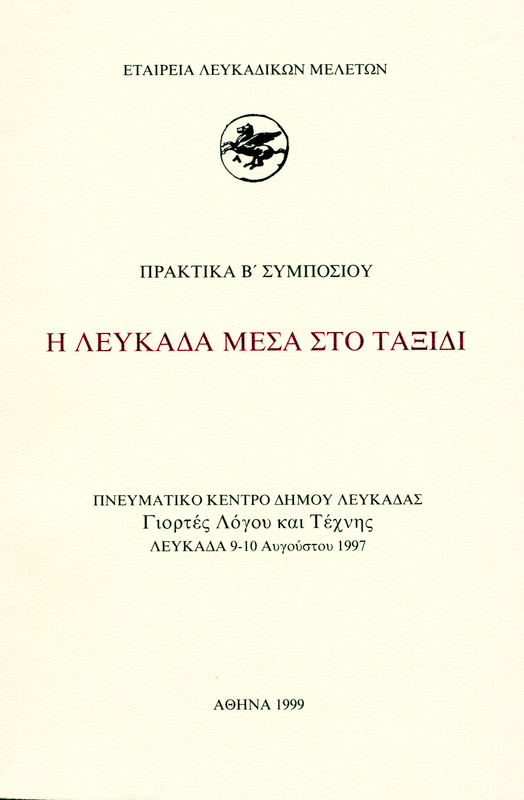 ΕΤΑΙΡΕΙΑ ΛΕΥΚΑΔΙΚΩΝ ΜΕΛΕΤΩΝ
Λ
ΠΡΑΚΤΙΚΑ Β΄ ΣΥΜΠΟΣΙΟΥ
Η ΛΕΥΚΑΔΑ ΜΕΣΑ ΣΤΟ ΤΑΞΙΔΙ
ΠΝΕΥΜΑΤΙΚΟ ΚΕΝΤΡΟ ΔΗΜΟΥ ΛΕΥΚΑΔΑΣ
Γιορτές Λόγου και Τέχνης
ΛΕΥΚΑΔΑ 9-10 Αυγούστου 1997
ΑΘΗΝΑ 1999